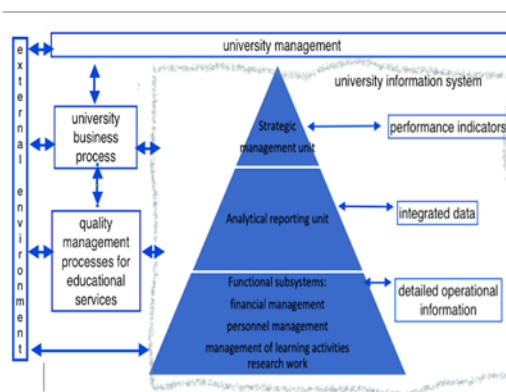 university management
external environment
university information system
university
business
process
quality
management
processes for
educational
services
Strategic
management unit
performance indicators
Analytical reporting unit
integrated data
Functional subsystems:
financial management
personnel management
management of learning activities
research work
detailed operational
information